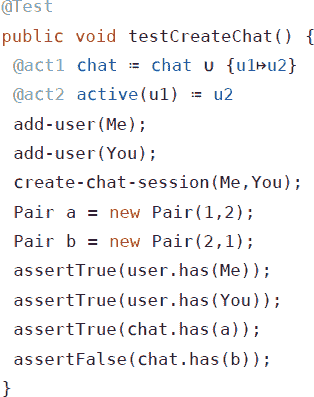 @Test
public void testCreateChat() {
@act1 chat ≔ chat ∪ {u1↦u2}
@act2 active(u1) ≔ u2
add-user(Me);
add-user(You);
create-chat-session(Me,You);
Pair a = new Pair(1,2);
Pair b = new Pair(2,1);
assertTrue(user.has(Me));
assertTrue(user.has(You));
assertTrue(chat.has(a));
assertFalse(chat.has(b));
}